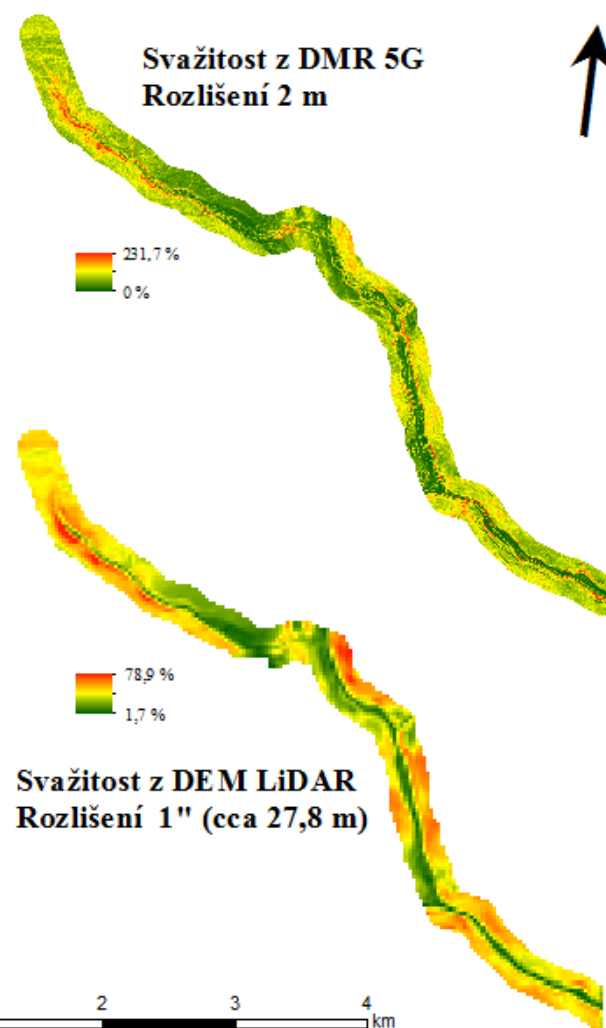 Svažitost z DMR 5G
Rozlišení 2 m
231,7 %
0 %
78,9 %
1,7 %
Svažitost z DEM LiDAR
Rozlišení 1" (cca 27,8 m)
2 3 4
km